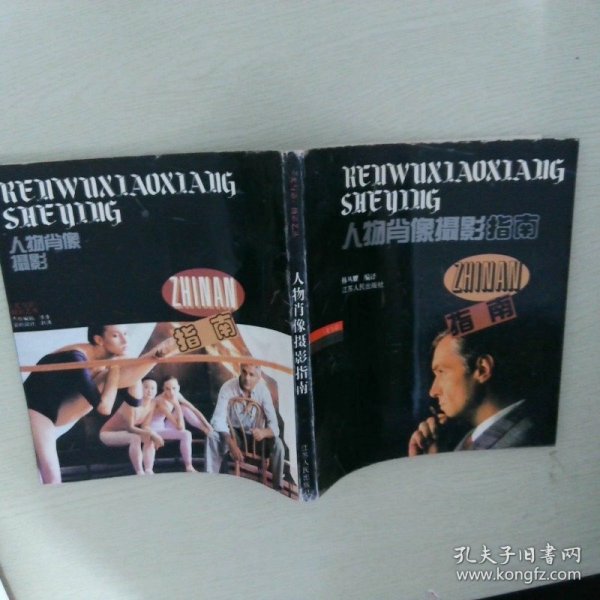 RENWUXIAOXIANG
SHEYING
人物肖像
摄影
ZHINAN
指南
人物肖像摄影指南
江苏人民出版社
RENWUXIAOXIANG
SHEYING
人物肖像摄影指南
编译
江苏人民出版社
ZHINAN
指南
孔夫子旧书网
www.kongfz.com